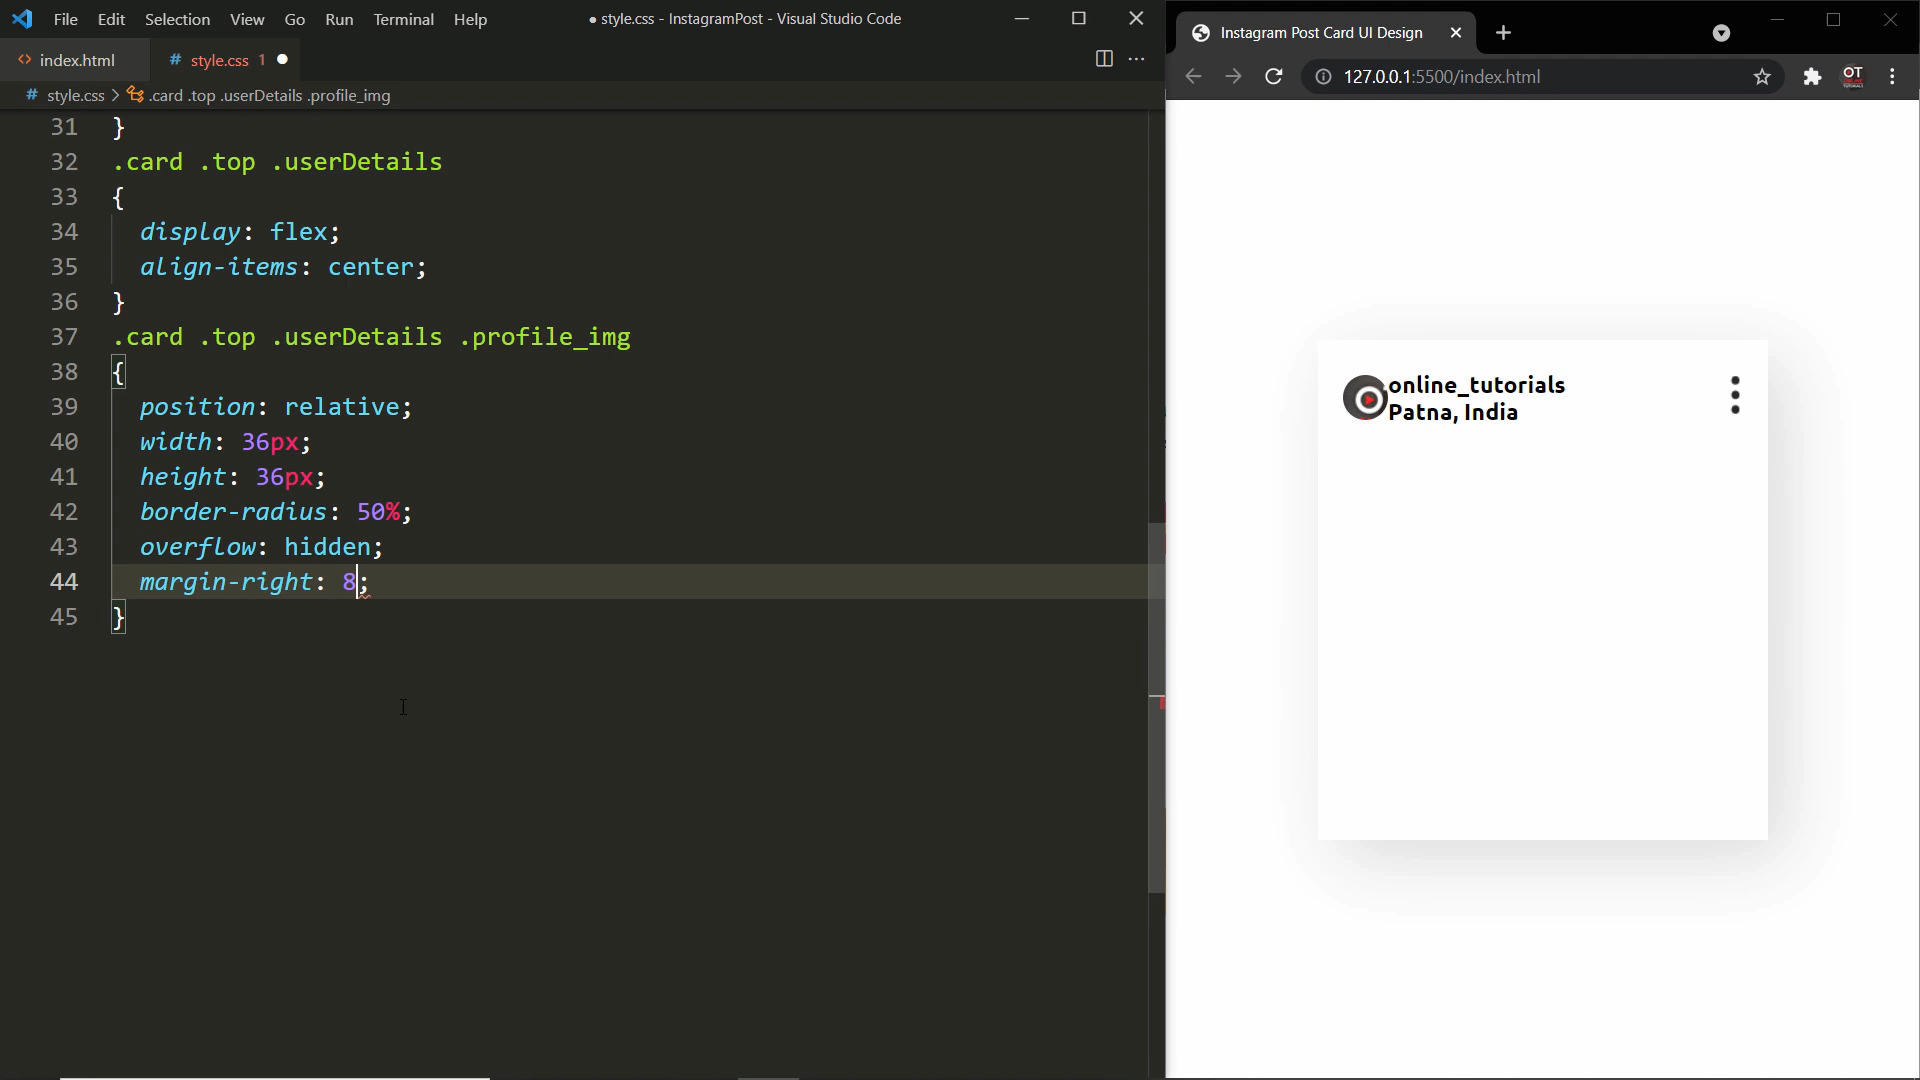 File Edit Selection View Go Run Terminal Help
● style.css - InstagramPost - Visual Studio Code
index.html
# style.css 1 ●
# style.css > .card .top .userDetails .profile_img
31 }
32 .card .top .userDetails
33 {
34 display: flex;
35 align-items: center;
36 }
37 .card .top .userDetails .profile_img
38 {
39 position: relative;
40 width: 36px;
41 height: 36px;
42 border-radius: 50%;
43 overflow: hidden;
44 margin-right: 8;
45 }
Instagram Post Card UI Design
127.0.0.1:5500/index.html
OT
online_tutorials
Patna, India